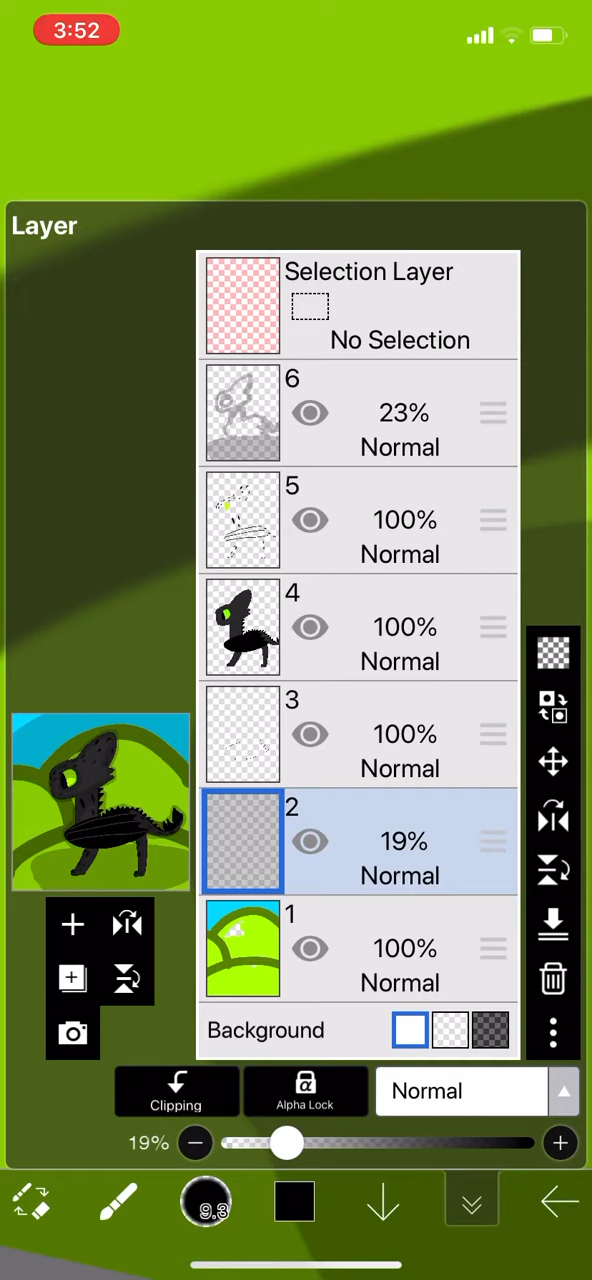 3:52
Layer
Selection Layer
No Selection
6
23%
Normal
5
100%
Normal
4
100%
Normal
3
100%
Normal
2
19%
Normal
1
100%
Normal
Background
Clipping
α
Alpha Lock
Normal
19%
9.3